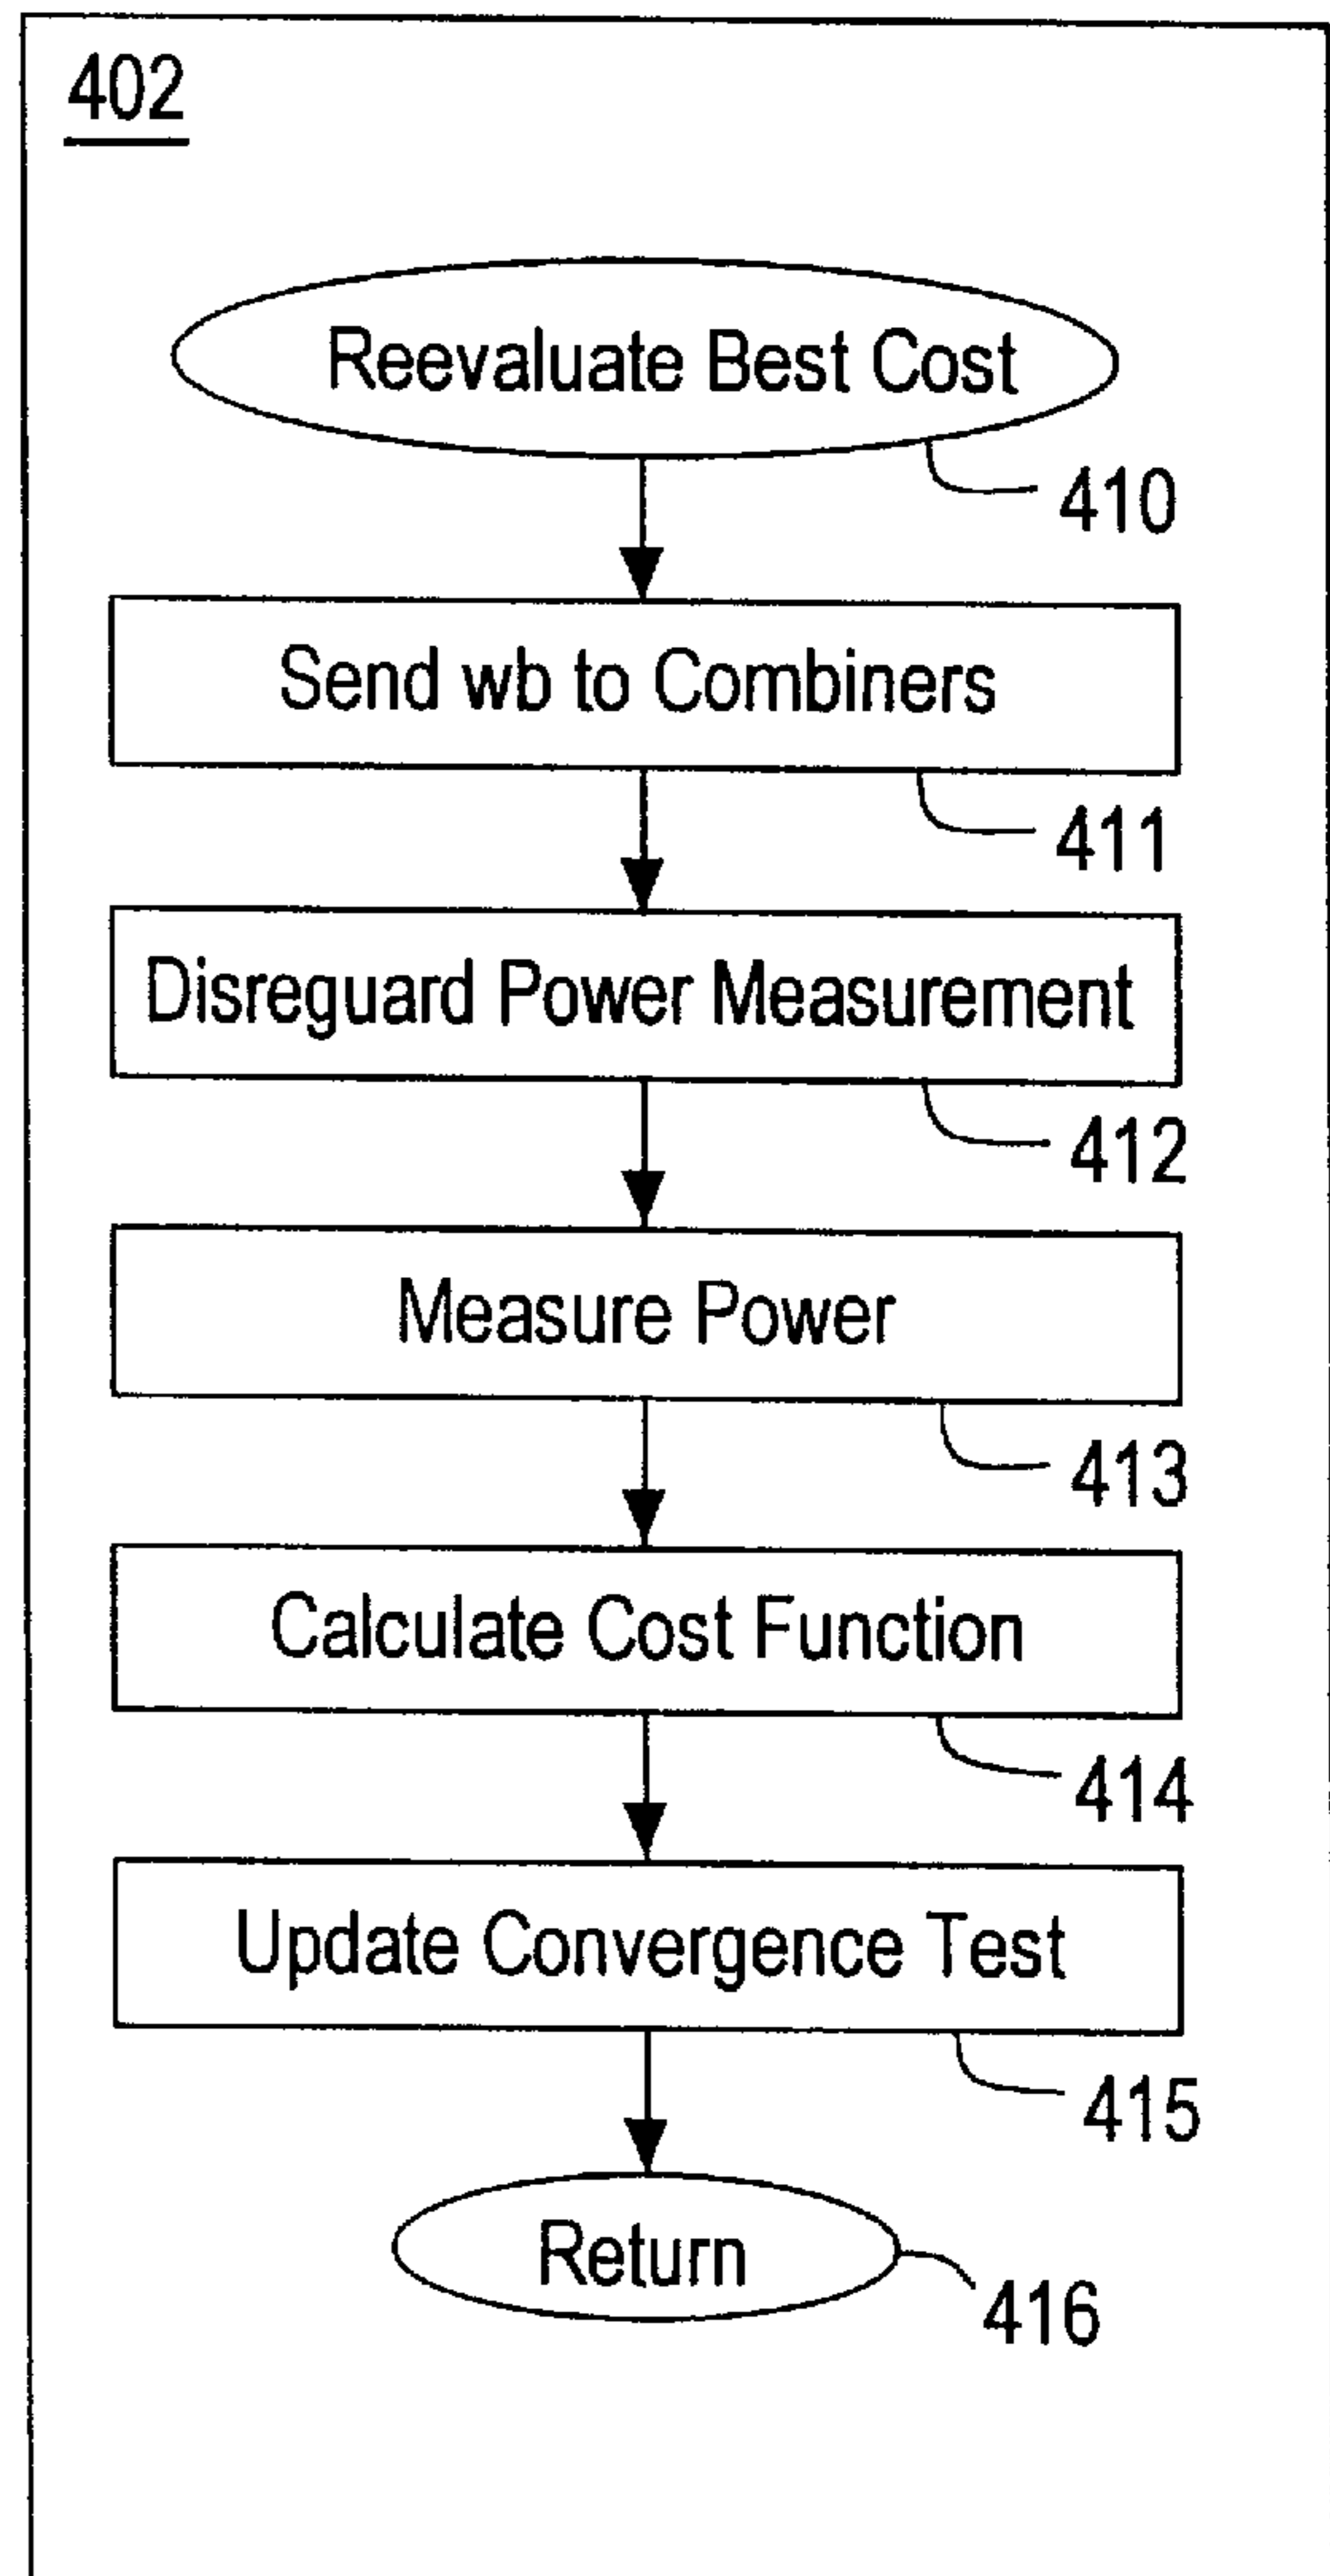 402
Reevaluate Best Cost
410
Send wb to Combiners
411
Disreguard Power Measurement
412
Measure Power
413
Calculate Cost Function
414
Update Convergence Test
415
Return
416